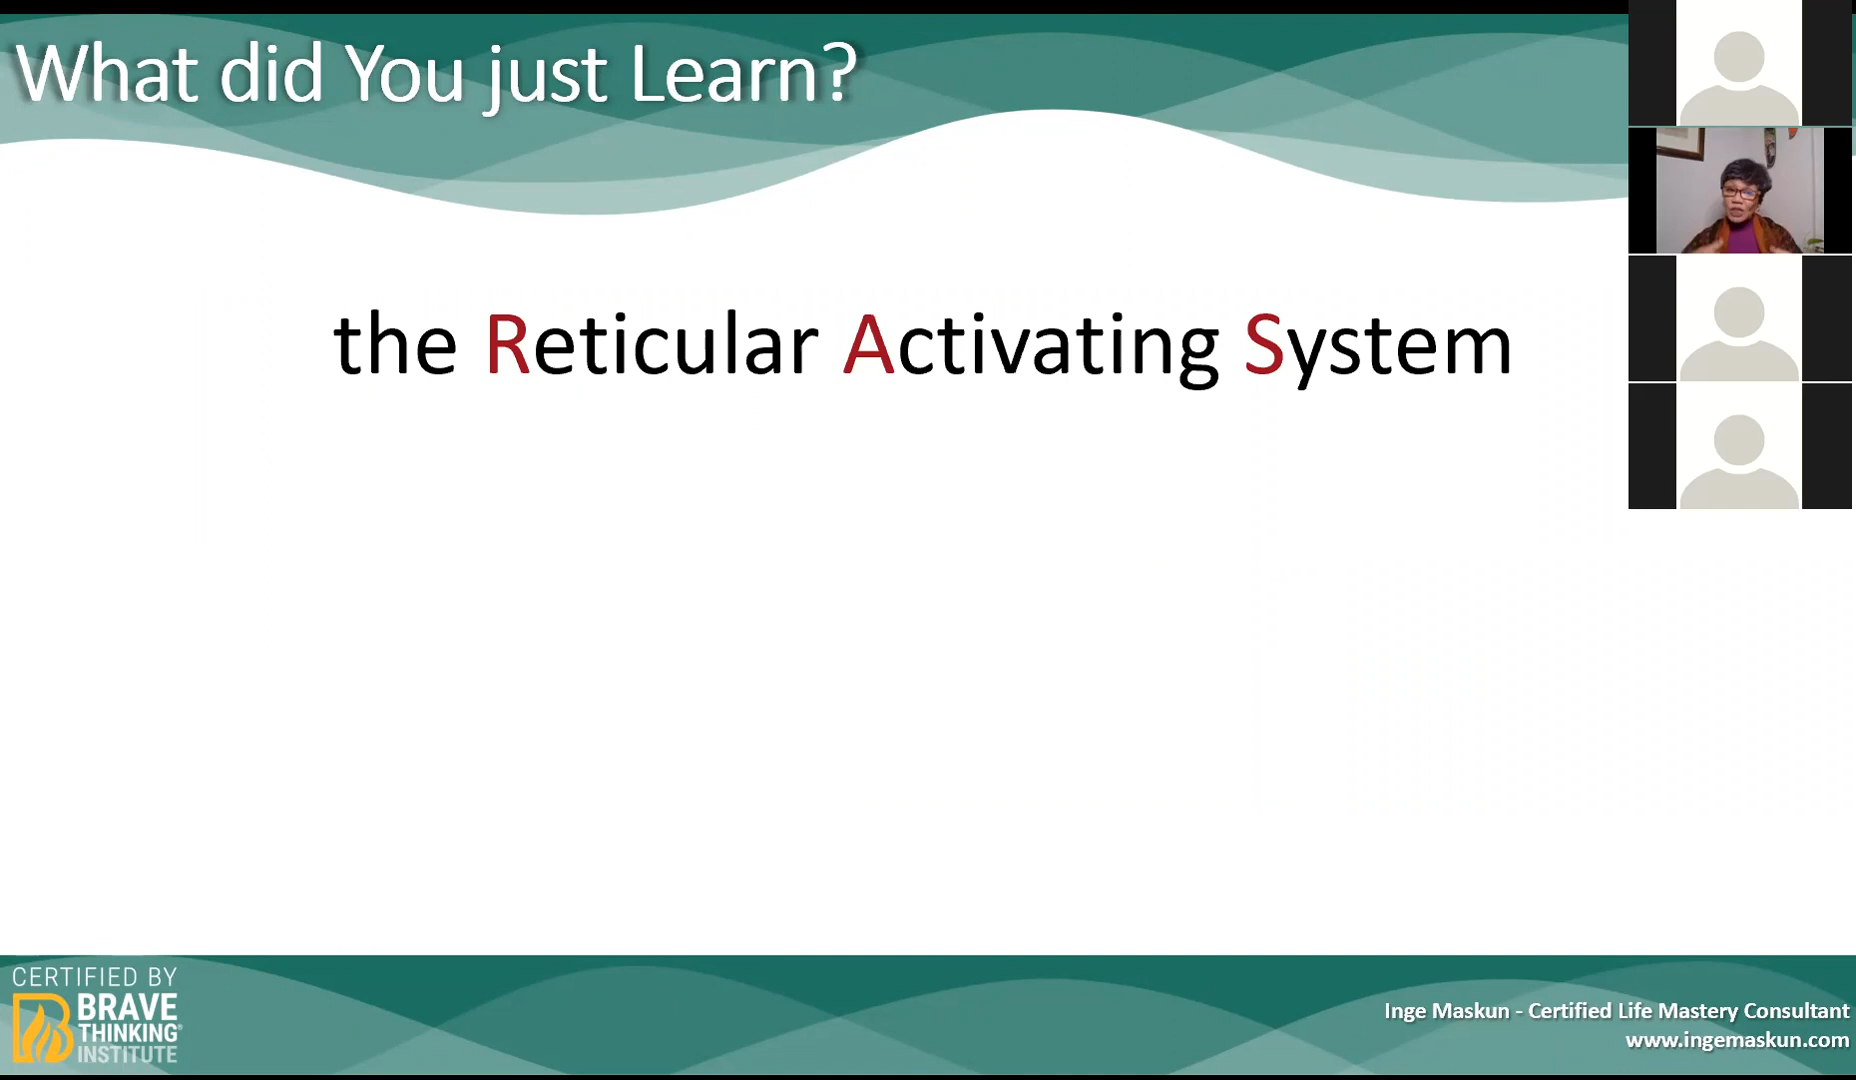 What did You just Learn?
the Reticular Activating System
CERTIFIED BY
BRAVE
THINKING®
INSTITUTE
Inge Maskun - Certified Life Mastery Consultant
www.ingemaskun.com